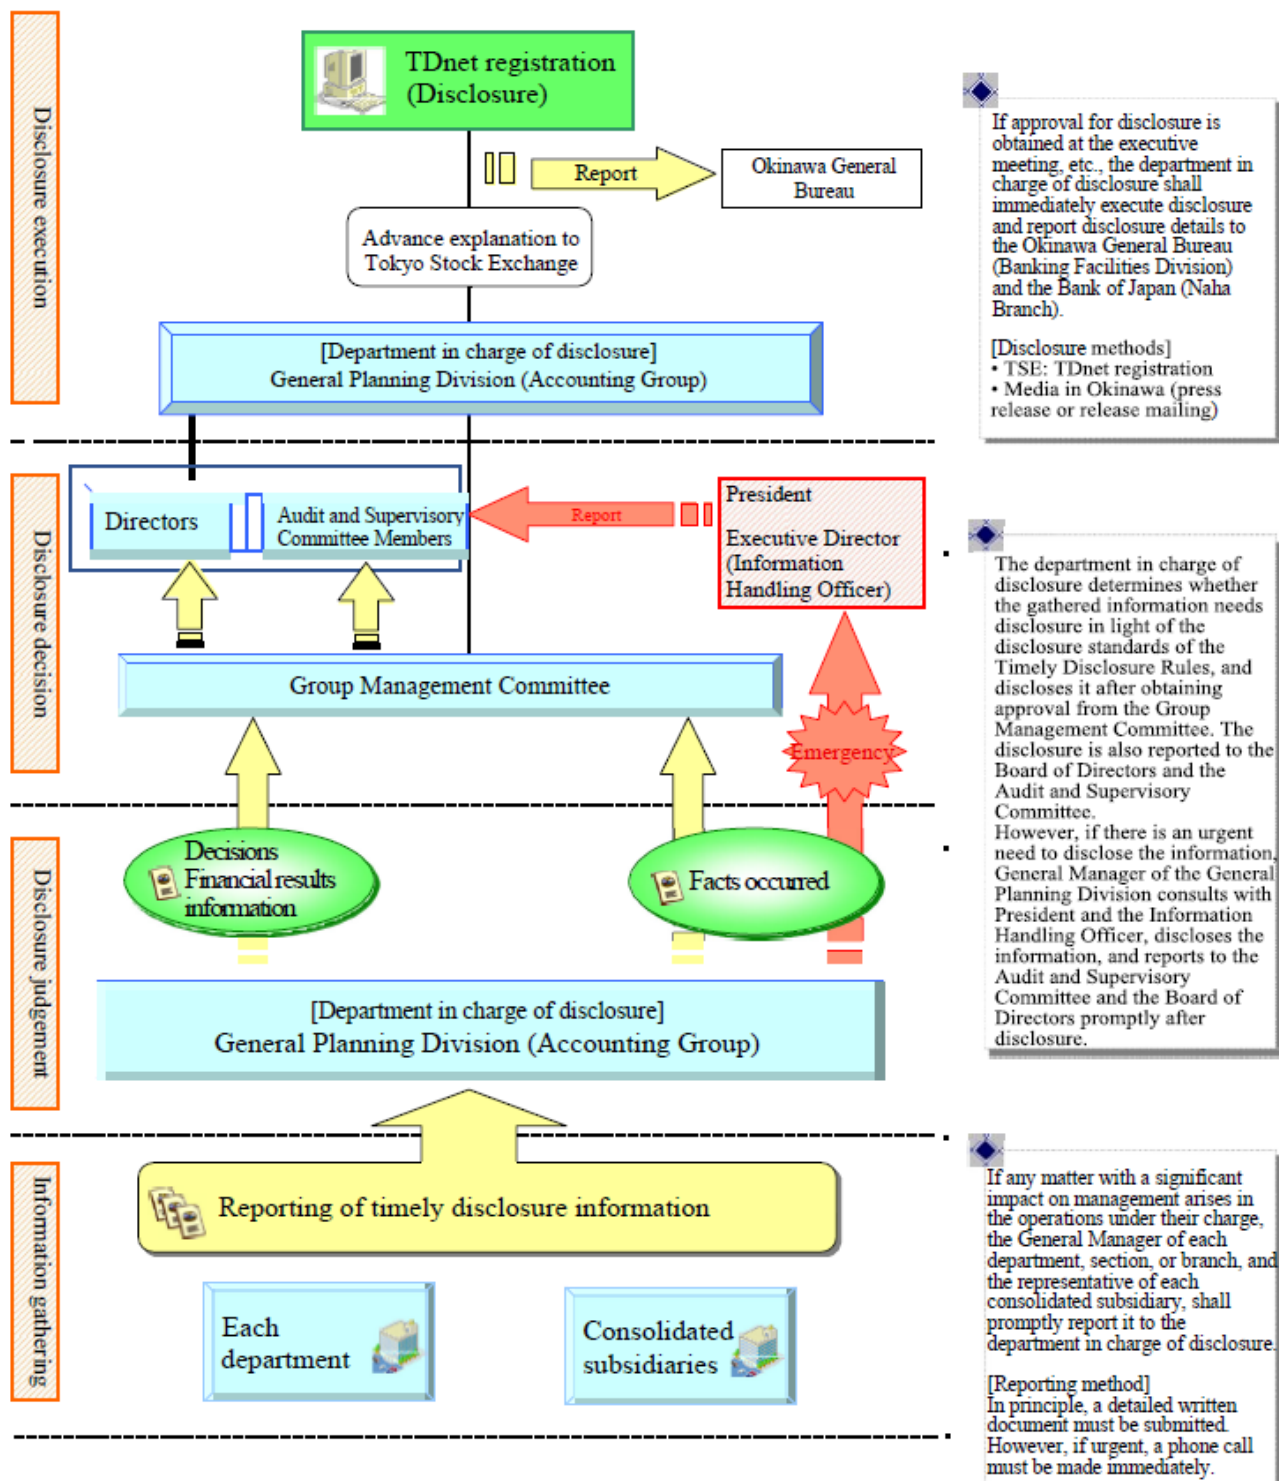 Disclosure execution
TDnet registration
(Disclosure)
Report
Okinawa General
Bureau
Advance explanation to
Tokyo Stock Exchange
[Department in charge of disclosure]
General Planning Division (Accounting Group)
If approval for disclosure is
obtained at the executive
meeting, etc., the department in
charge of disclosure shall
immediately execute disclosure
and report disclosure details to
the Okinawa General Bureau
(Banking Facilities Division)
and the Bank of Japan (Naha
Branch).
[Disclosure methods]
• TSE: TDnet registration
• Media in Okinawa (press
release or release mailing)
Disclosure decision
Directors
Audit and Supervisory
Committee Members
Report
President
Executive Director
(Information
Handling Officer)
Group Management Committee
Emergency
The department in charge of
disclosure determines whether
the gathered information needs
disclosure in light of the
disclosure standards of the
Timely Disclosure Rules, and
discloses it after obtaining
approval from the Group
Management Committee. The
disclosure is also reported to the
Board of Directors and the
Audit and Supervisory
Committee.
However, if there is an urgent
need to disclose the information,
General Manager of the General
Planning Division consults with
President and the Information
Handling Officer, discloses the
information, and reports to the
Audit and Supervisory
Committee and the Board of
Directors promptly after
disclosure.
Disclosure judgement
Decisions
Financial results
information
Facts occurred
[Department in charge of disclosure]
General Planning Division (Accounting Group)
Information gathering
Reporting of timely disclosure information
Each
department
Consolidated
subsidiaries
If any matter with a significant
impact on management arises in
the operations under their charge,
the General Manager of each
department, section, or branch, and
the representative of each
consolidated subsidiary, shall
promptly report it to the
department in charge of disclosure.
[Reporting method]
In principle, a detailed written
document must be submitted.
However, if urgent, a phone call
must be made immediately.